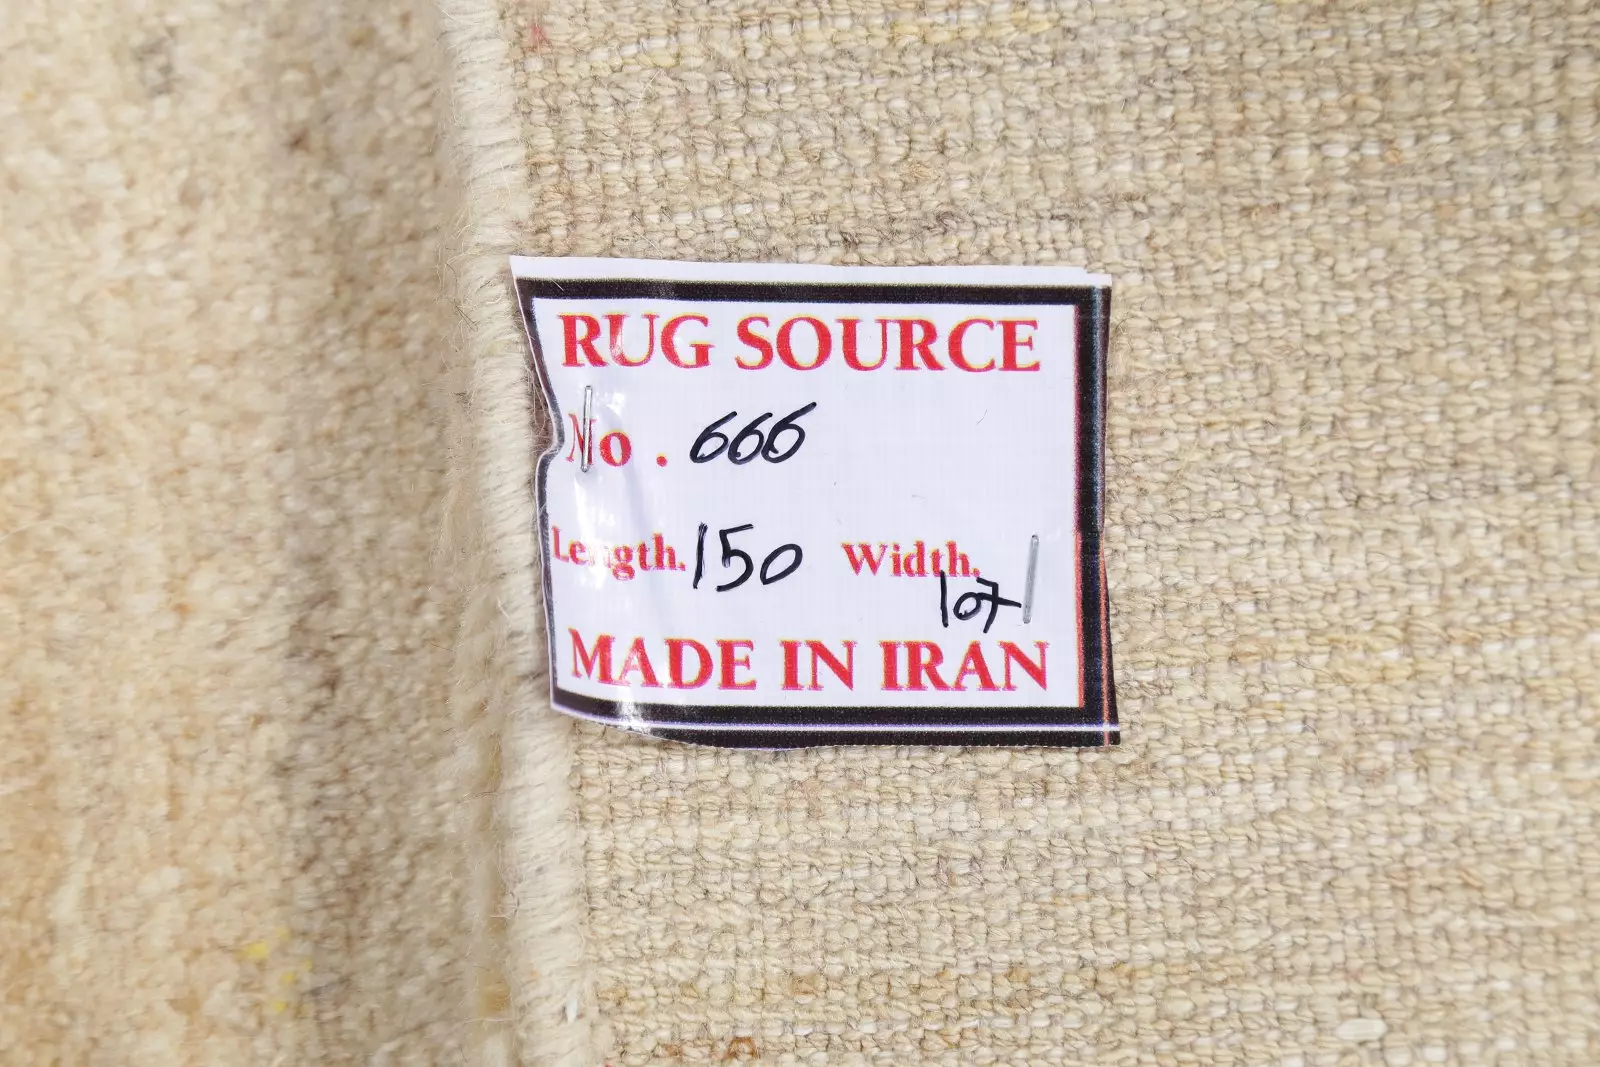 RUG SOURCE
No . 666
Length. 150 Width. 107
MADE IN IRAN